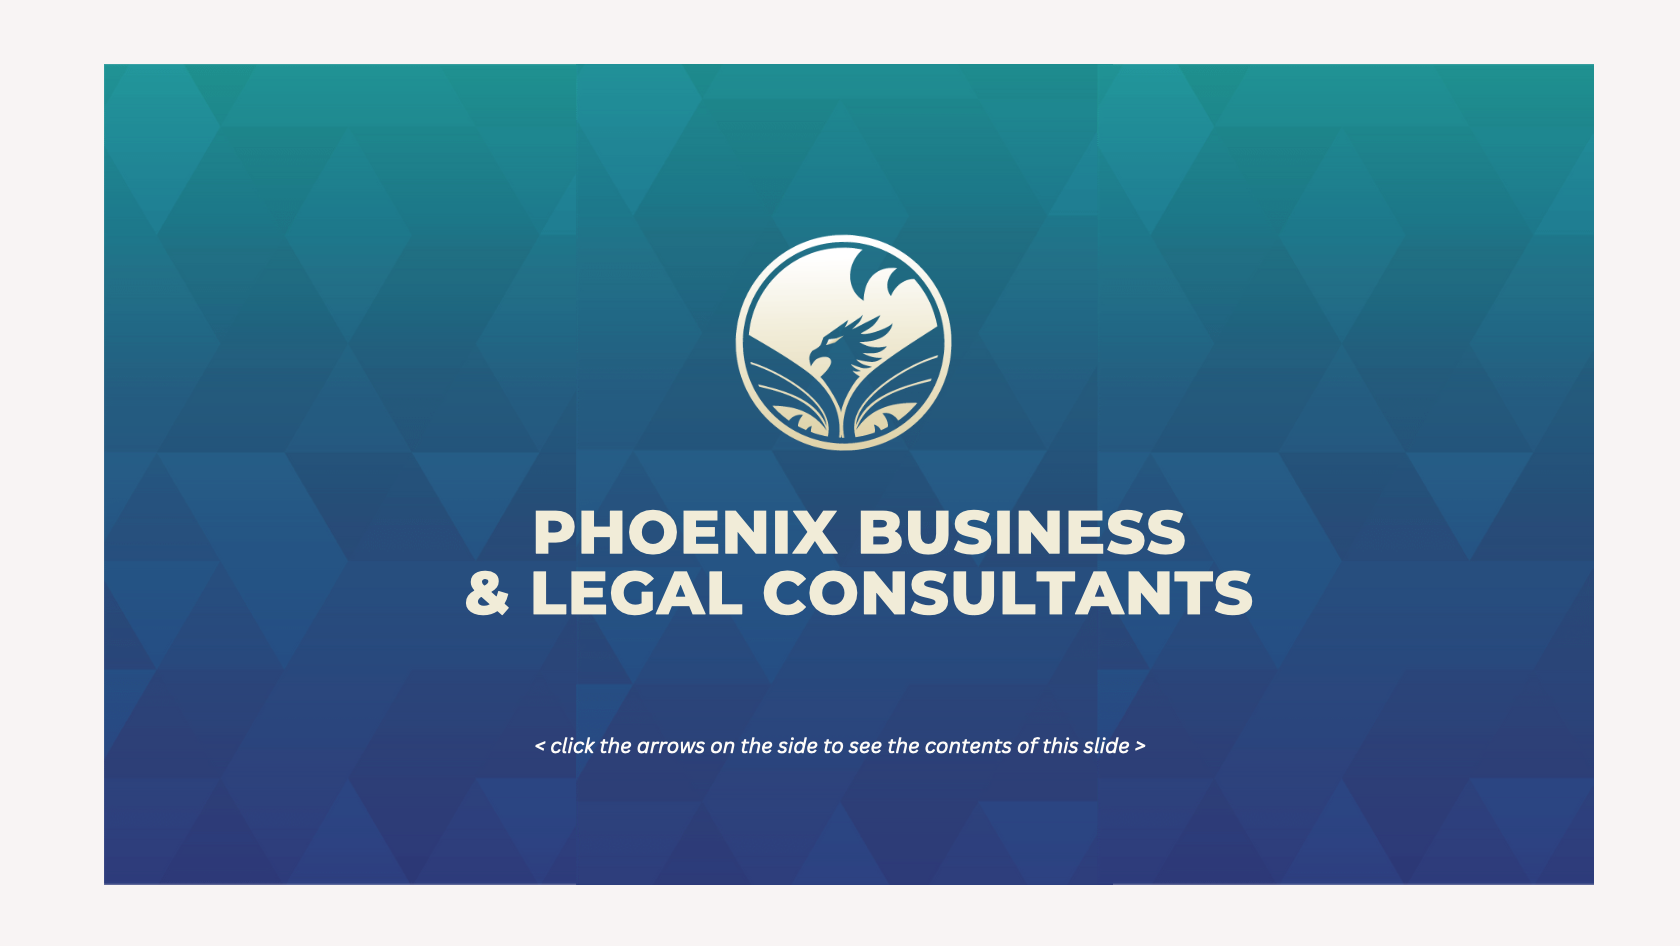 PHOENIX BUSINESS
& LEGAL CONSULTANTS
< click the arrows on the side to see the contents of this slide >